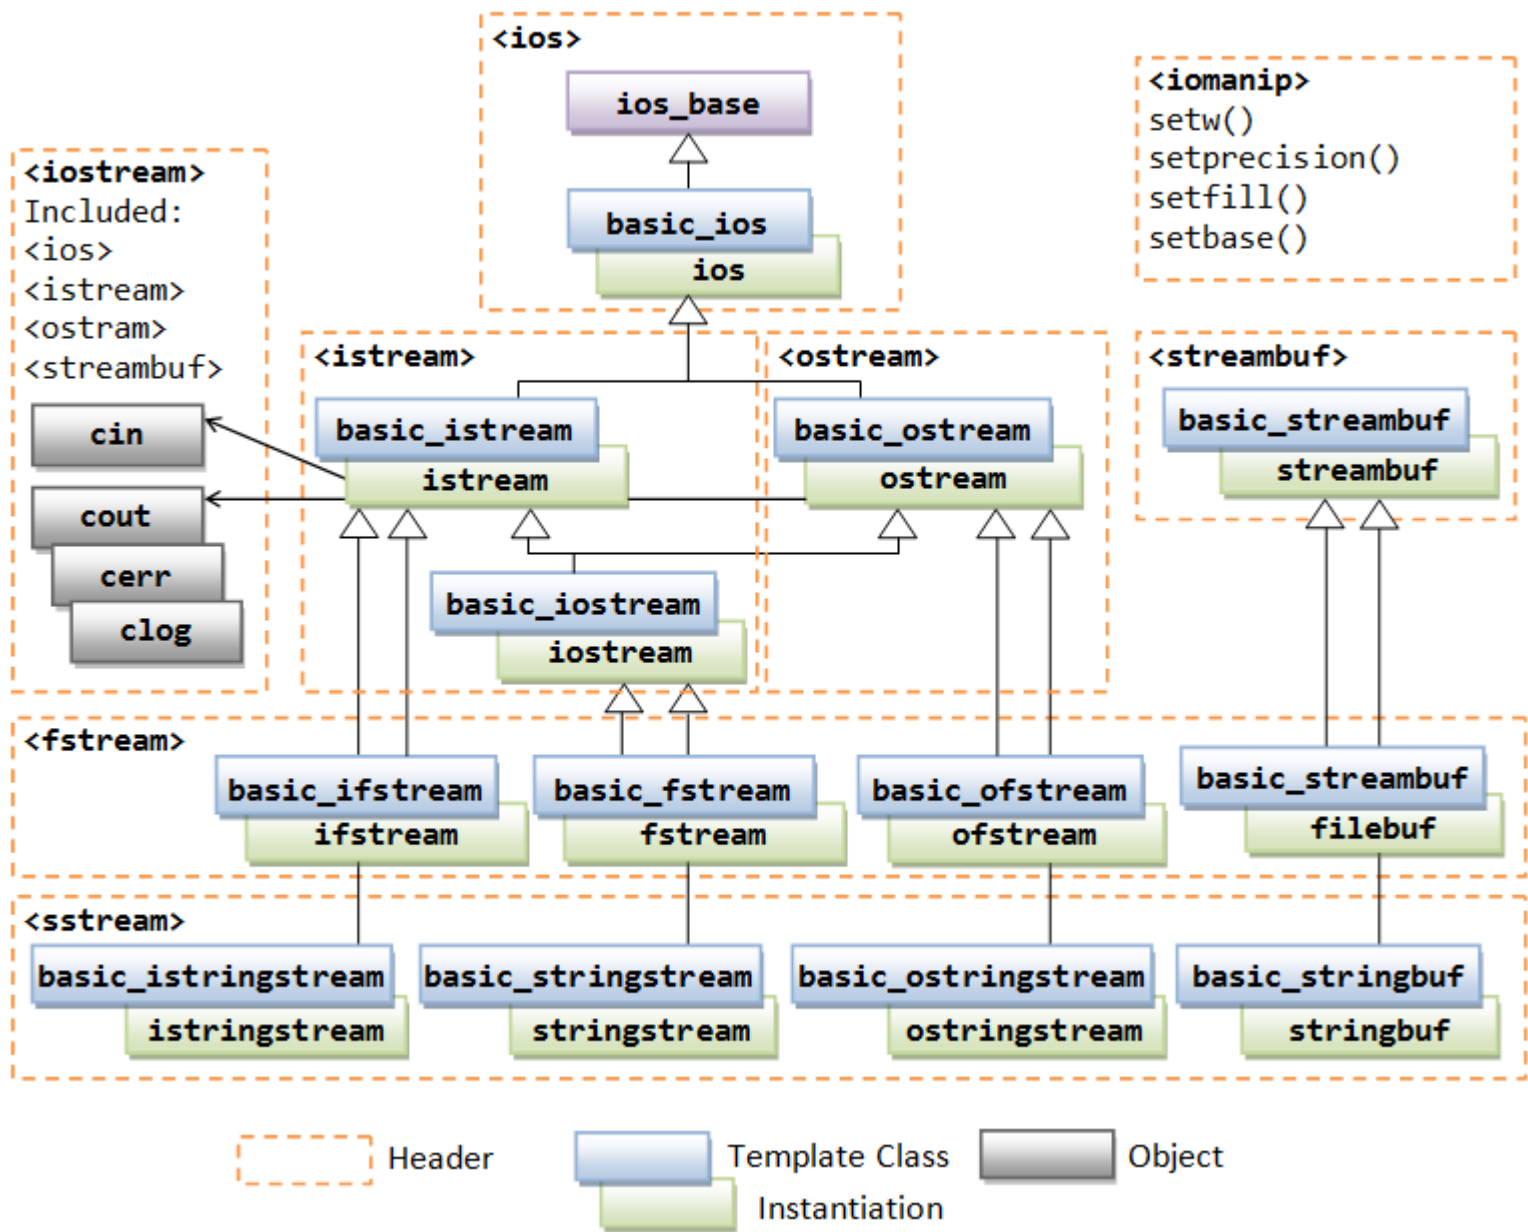 <ios>
ios_base
basic_ios
ios
<iomanip>
setw()
setprecision()
setfill()
setbase()
<iostream>
Included:
<ios>
<istream>
<ostram>
<streambuf>
cin
cout
cerr
clog
<istream>
basic_istream
istream
basic_iostream
iostream
<ostream>
basic_ostream
ostream
<streambuf>
basic_streambuf
streambuf
<fstream>
basic_ifstream
ifstream
basic_fstream
fstream
basic_ofstream
ofstream
basic_streambuf
filebuf
<sstream>
basic_istringstream
istringstream
basic_stringstream
stringstream
basic_ostringstream
ostringstream
basic_stringbuf
stringbuf
Header
Template Class
Instantiation
Object